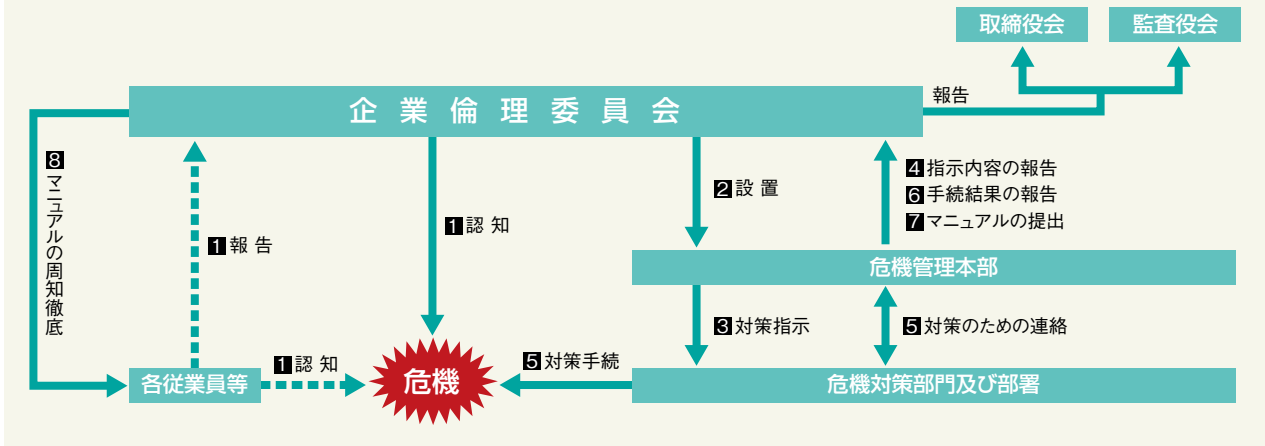 取締役会
監査役会
企業倫理委員会
報告
8 マニュアルの周知徹底
1 報告
1 認知
2 設置
4 指示内容の報告
6 手続結果の報告
7 マニュアルの提出
危機管理本部
3 対策指示
5 対策のための連絡
各従業員等
1 認知
危機
5 対策手続
危機対策部門及び部署